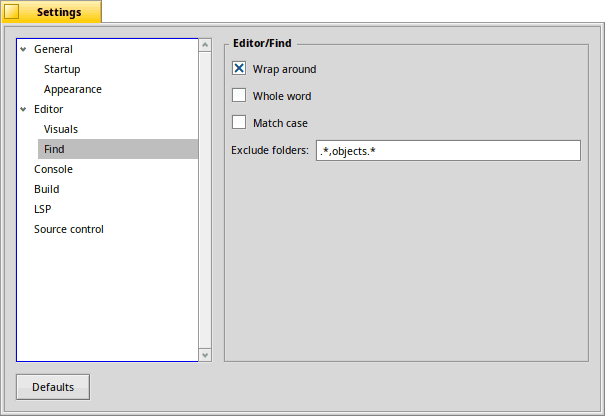 Settings
General
Startup
Appearance
Editor
Visuals
Find
Console
Build
LSP
Source control
Editor/Find
Wrap around
Whole word
Match case
Exclude folders: .*,objects.*
Defaults